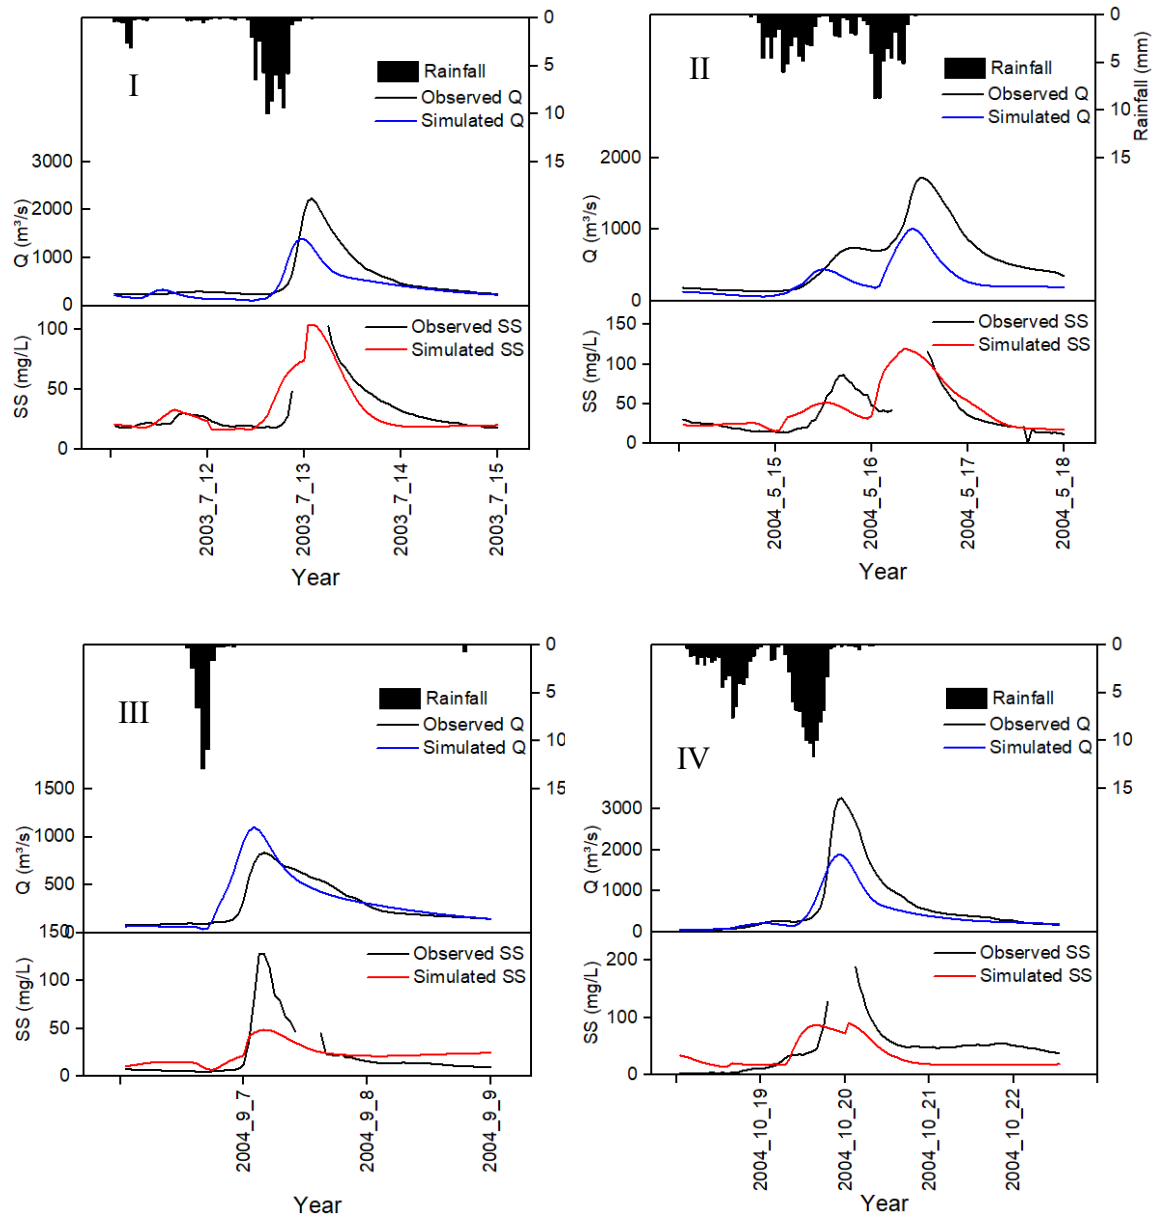 I
0
5
10
15
Rainfall
Observed Q
Simulated Q
3000
2000
1000
0
Q (m³/s)
100
50
0
SS (mg/L)
Observed SS
Simulated SS
2003_7_12
2003_7_13
2003_7_14
2003_7_15
Year
II
0
5
10
15
Rainfall (mm)
Rainfall
Observed Q
Simulated Q
2000
1000
0
Q (m³/s)
150
100
50
0
SS (mg/L)
Observed SS
Simulated SS
2004_5_15
2004_5_16
2004_5_17
2004_5_18
Year
III
0
5
10
15
Rainfall
Observed Q
Simulated Q
1500
1000
500
0
Q (m³/s)
150
100
50
0
SS (mg/L)
Observed SS
Simulated SS
2004_9_7
2004_9_8
2004_9_9
Year
IV
0
5
10
15
Rainfall
Observed Q
Simulated Q
3000
2000
1000
0
Q (m³/s)
200
100
0
SS (mg/L)
Observed SS
Simulated SS
2004_10_19
2004_10_20
2004_10_21
2004_10_22
Year